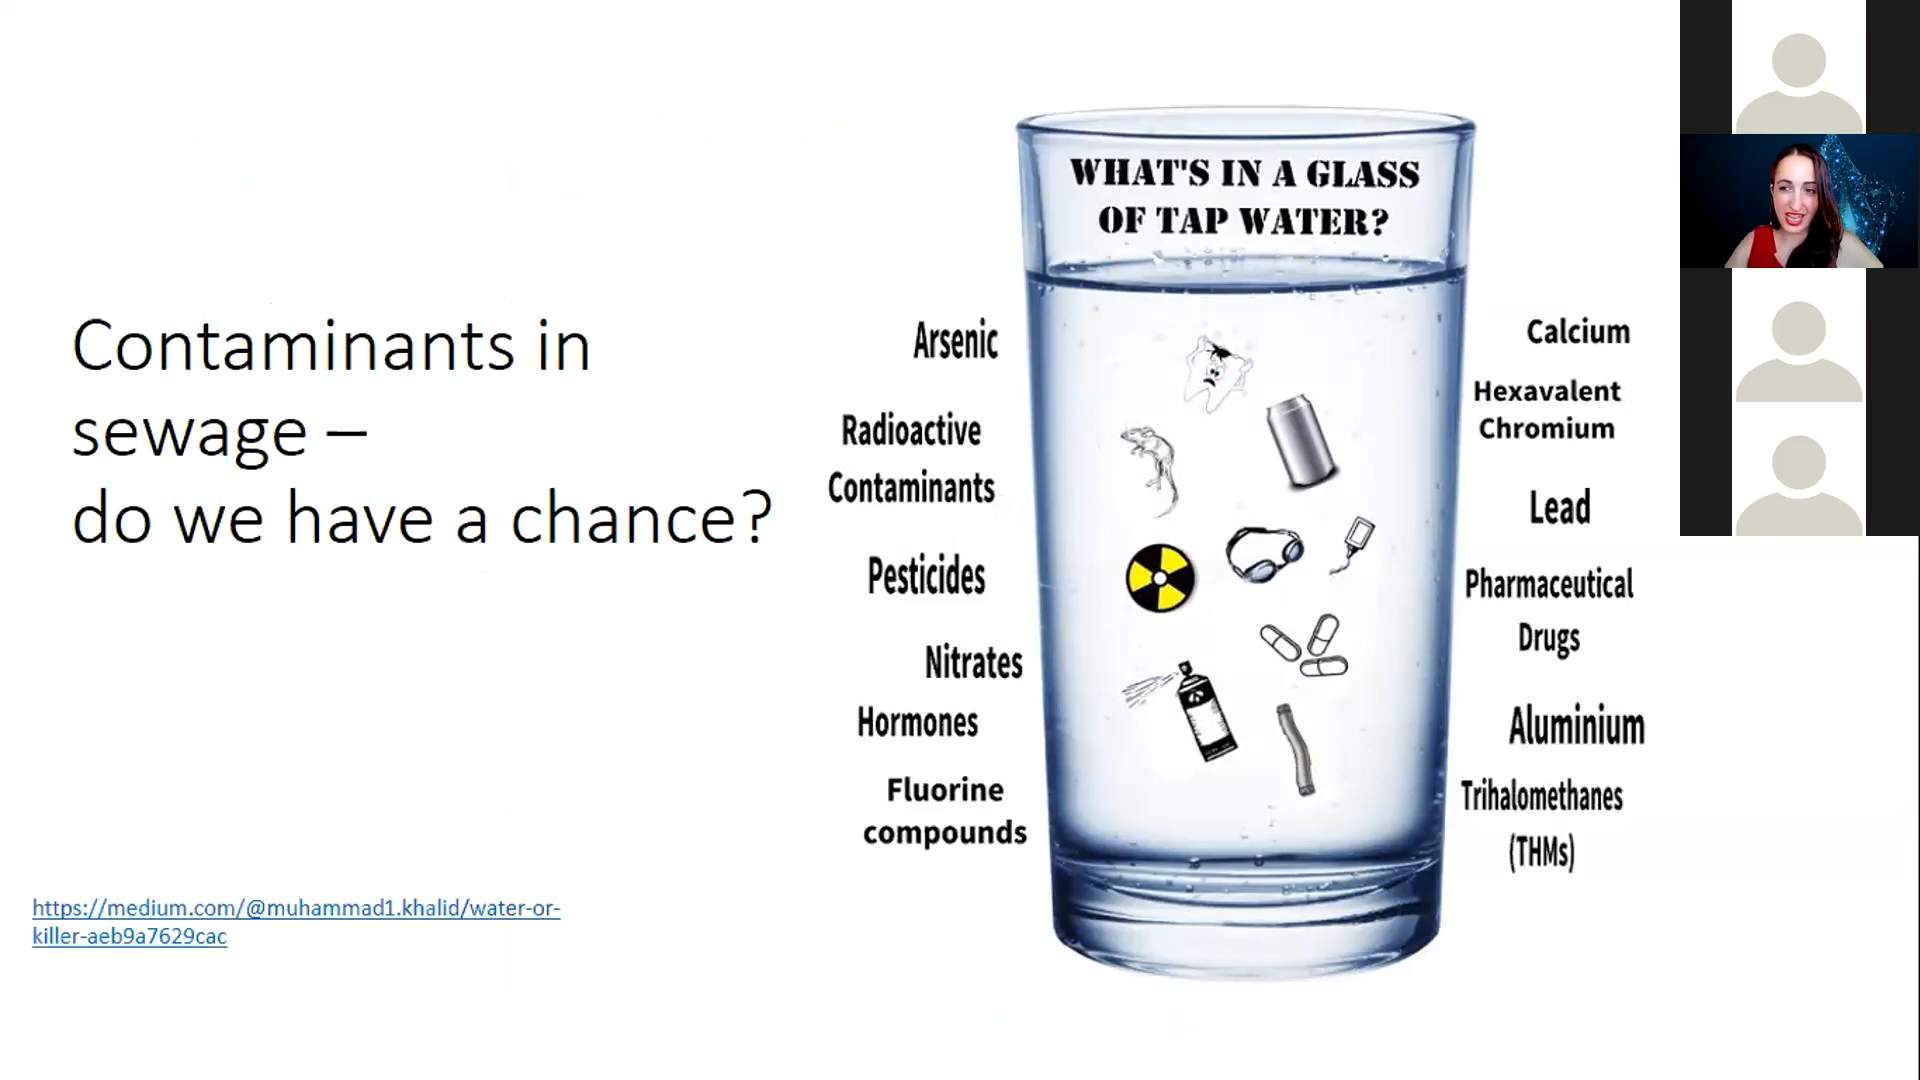 Contaminants in
sewage –
do we have a chance?
https://medium.com/@muhammad1.khalid/water-or-
killer-aeb9a7629cac
WHAT'S IN A GLASS
OF TAP WATER?
Arsenic
Radioactive
Contaminants
Pesticides
Nitrates
Hormones
Fluorine
compounds
Calcium
Hexavalent
Chromium
Lead
Pharmaceutical
Drugs
Aluminium
Trihalomethanes
(THMs)